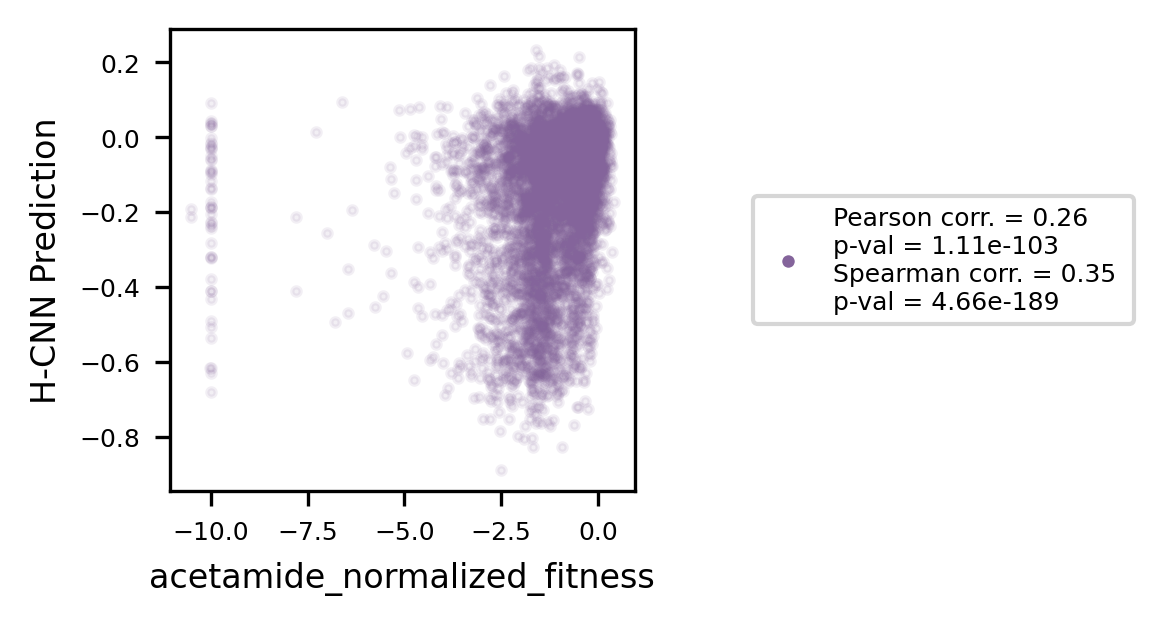 0.2
0.0
−0.2
−0.4
−0.6
−0.8
H-CNN Prediction
−10.0
−7.5
−5.0
−2.5
0.0
acetamide_normalized_fitness
Pearson corr. = 0.26
p-val = 1.11e-103
Spearman corr. = 0.35
p-val = 4.66e-189